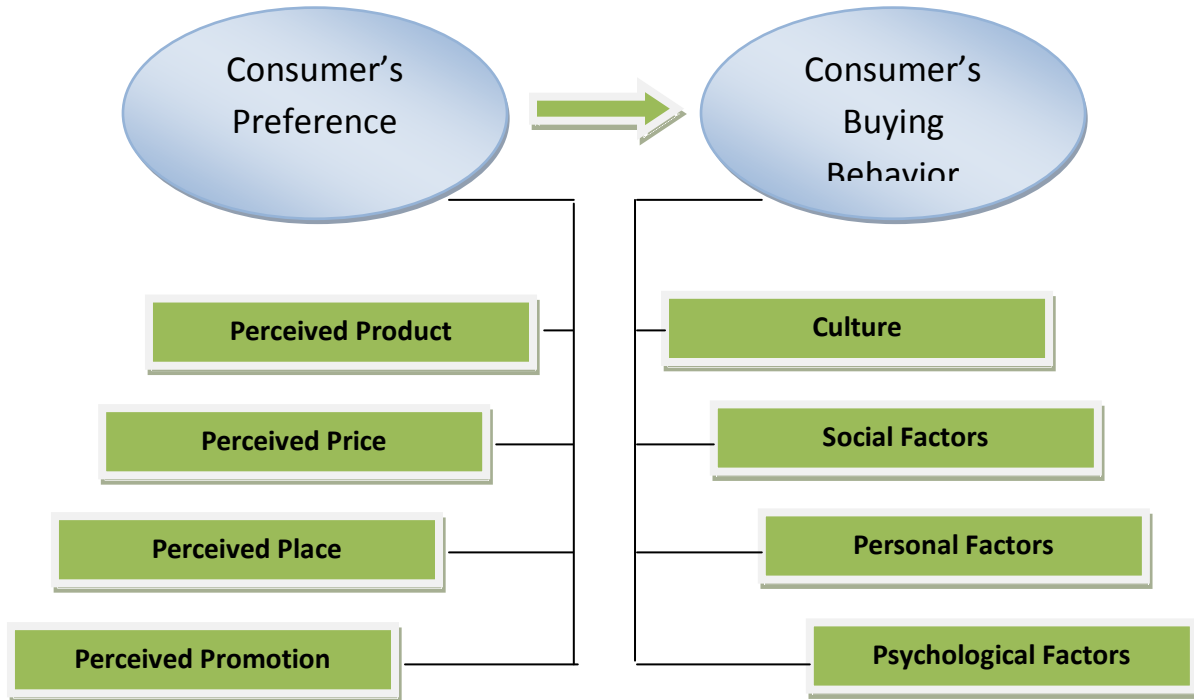 Consumer's
Preference
Consumer's
Buying
Behavior
Perceived Product
Perceived Price
Perceived Place
Perceived Promotion
Culture
Social Factors
Personal Factors
Psychological Factors